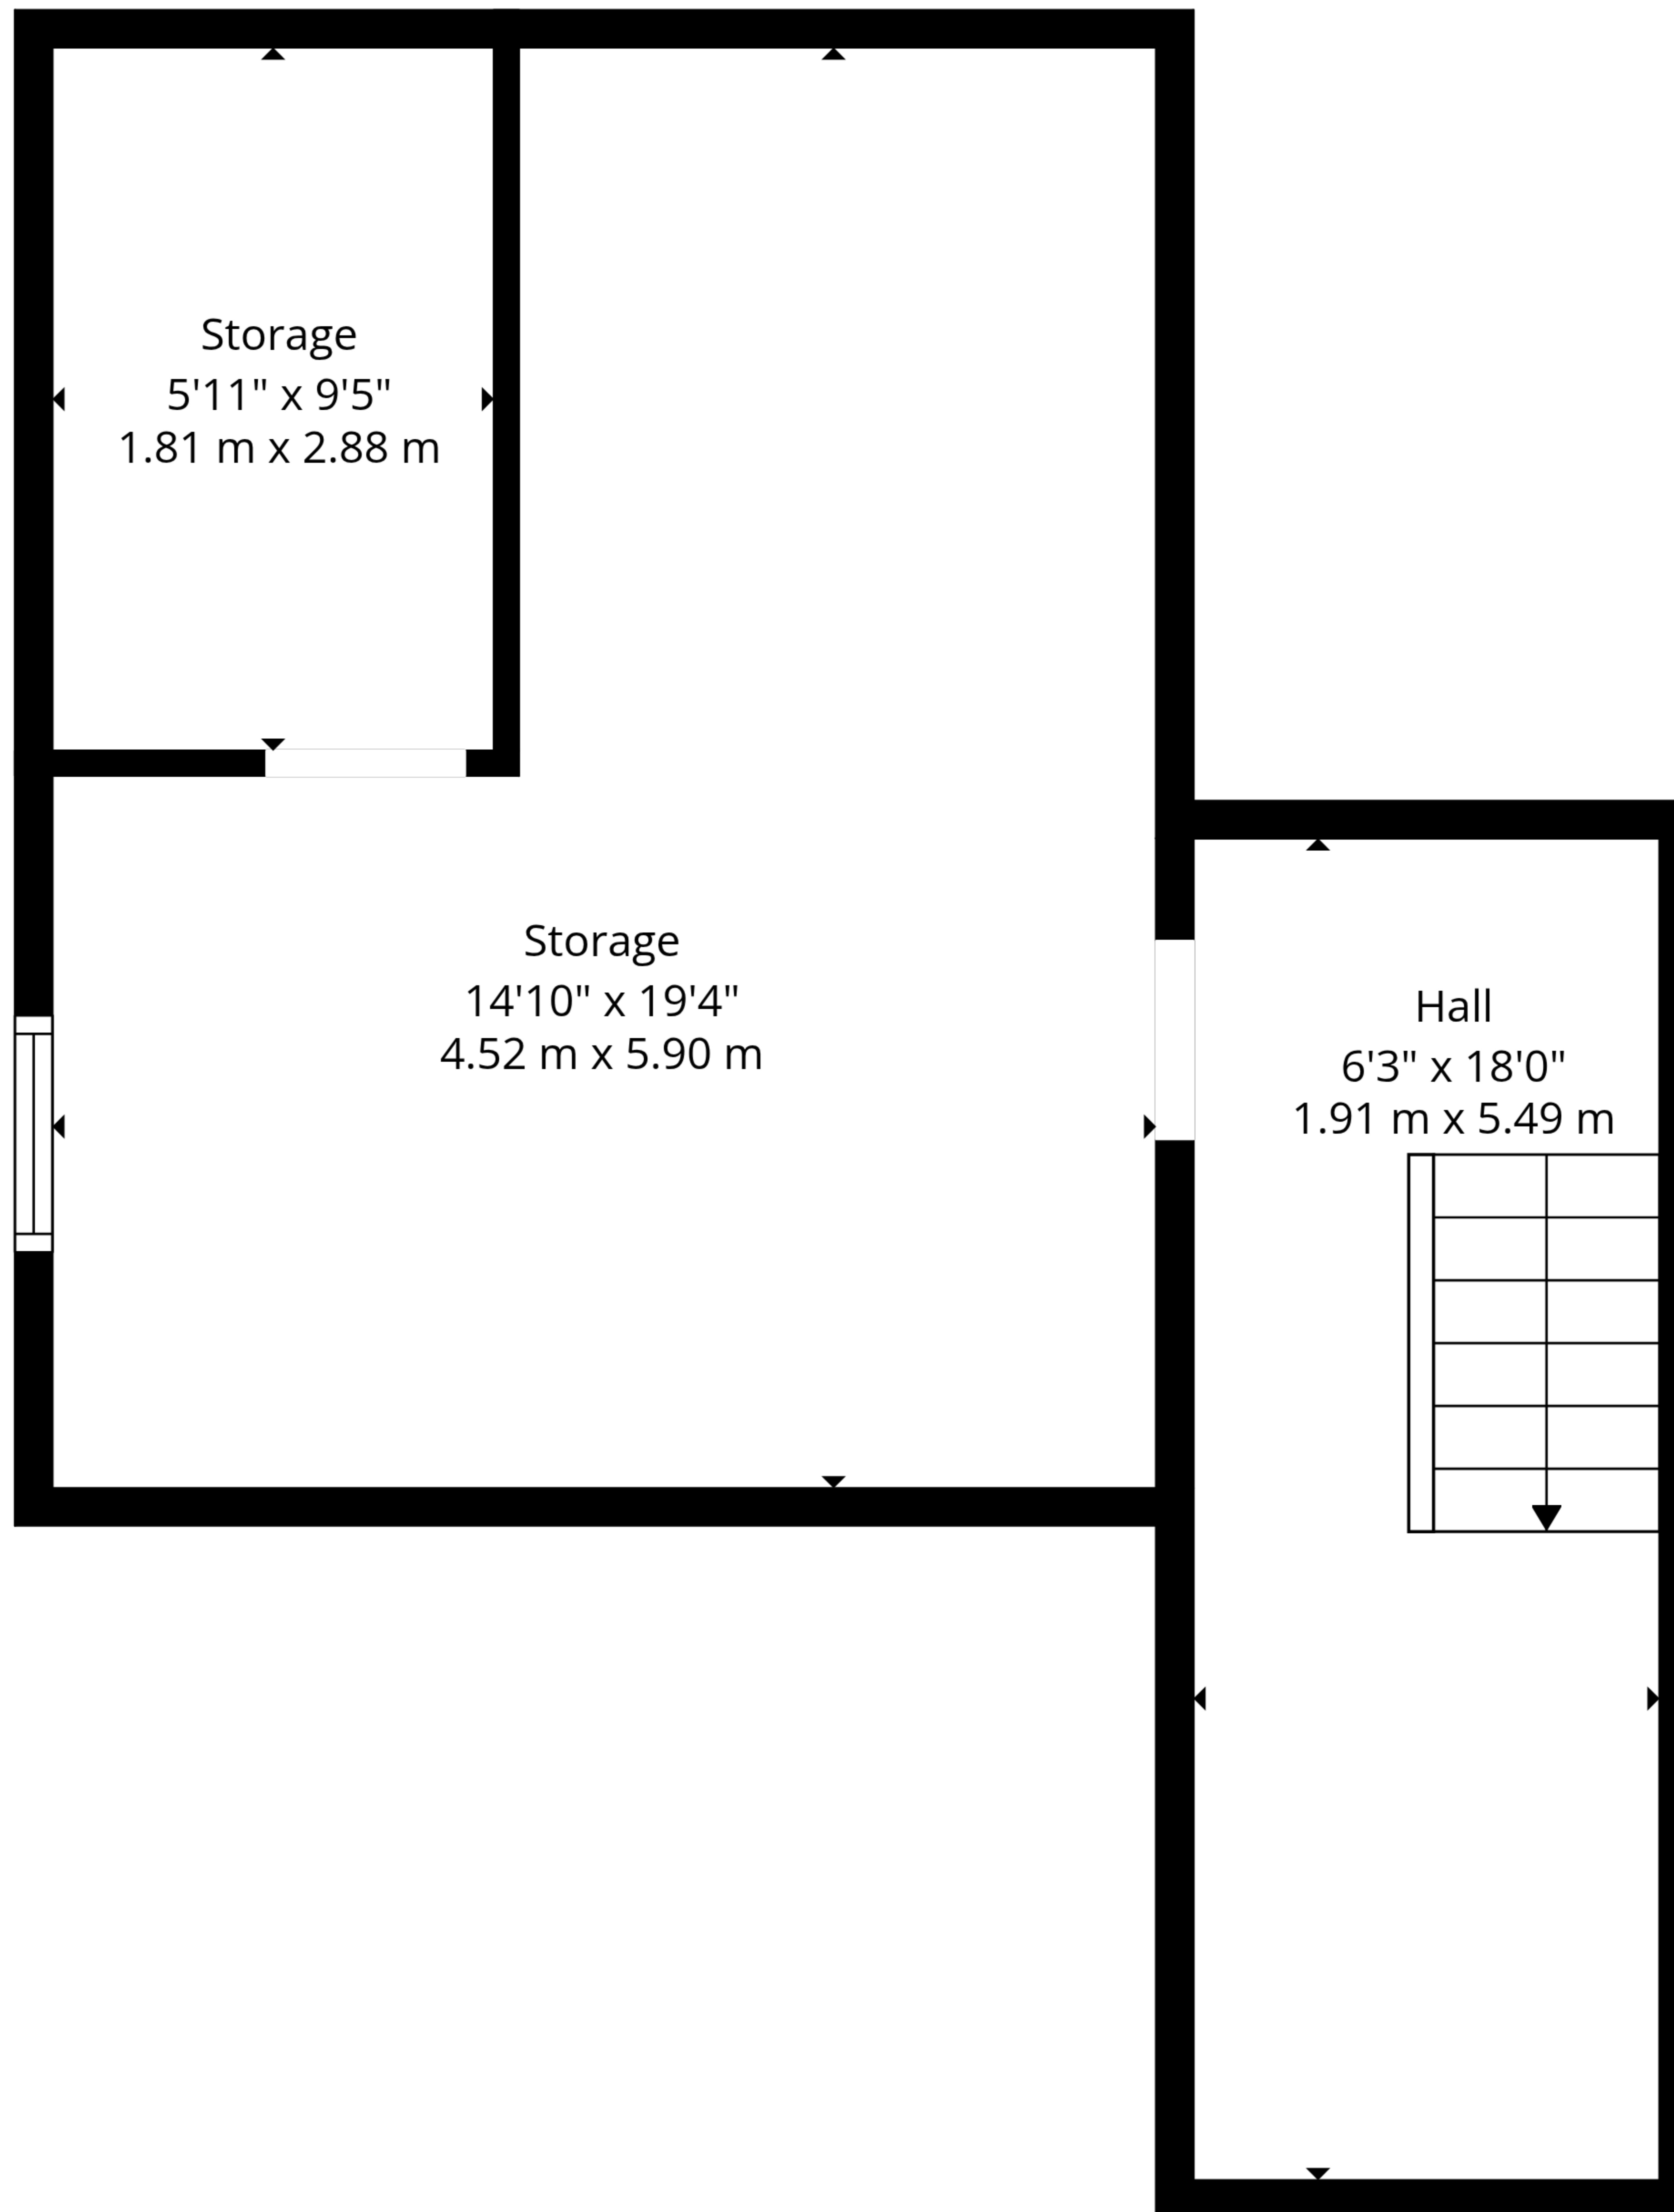 Storage
5'11" x 9'5"
1.81 m x 2.88 m
Storage
14'10" x 19'4"
4.52 m x 5.90 m
Hall
6'3" x 18'0"
1.91 m x 5.49 m